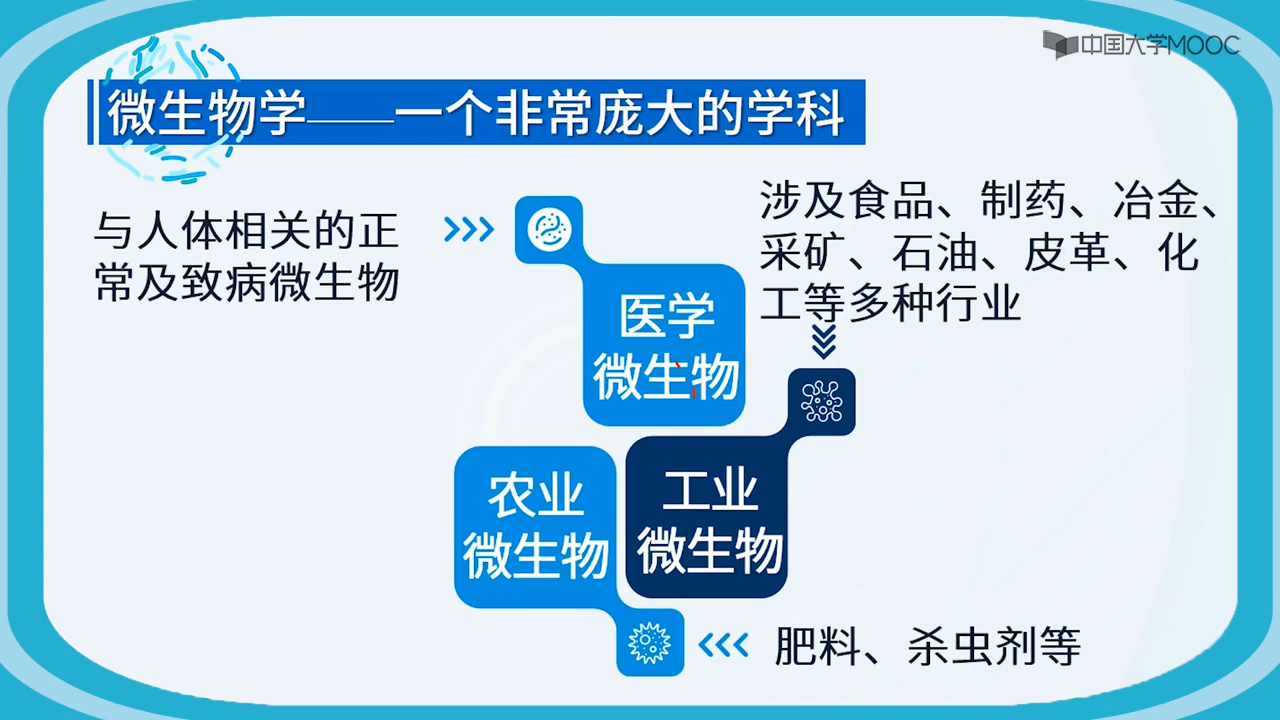 中国大学MOOC
微生物学——一个非常庞大的学科
与人体相关的正
常及致病微生物
涉及食品、制药、冶金、
采矿、石油、皮革、化
工等多种行业
医学
微生物
农业
微生物
工业
微生物
肥料、杀虫剂等